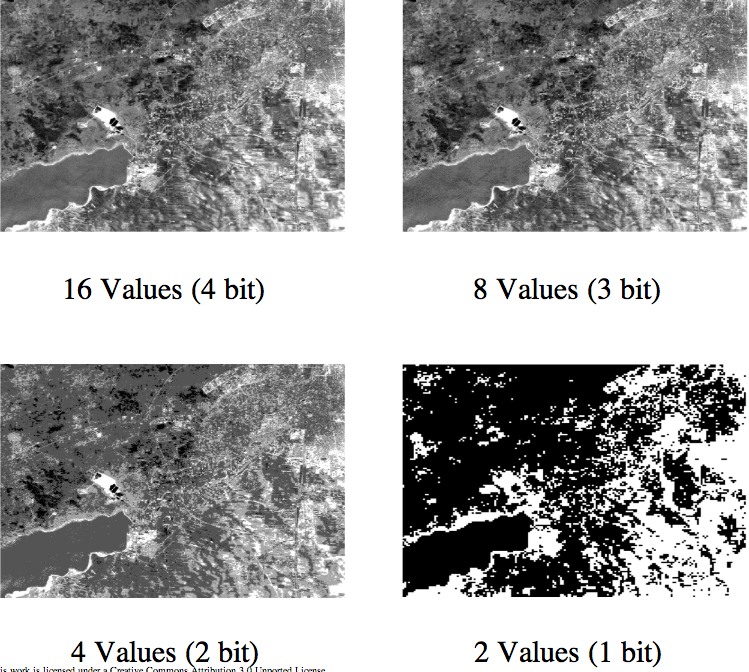 16 Values (4 bit)
8 Values (3 bit)
4 Values (2 bit)
2 Values (1 bit)
is work is licensed under a Creative Commons Attribution 3.0 Unported License